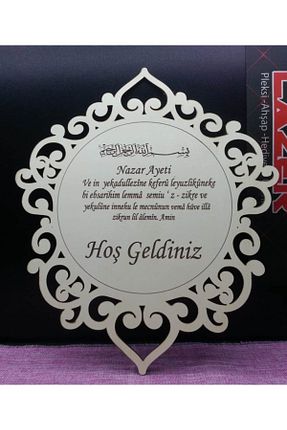 بسم الله الرحمن الرحيم
Nazar Ayeti
Ve in yekadullezine keferû leyuzlikûneke
bi ebsarihim lemmâ semiu ' z - zikre ve
yekulûne innehu le mecnûnun vemâ hüve illâ
zikrun lil âlemîn. Amin
Hoş Geldiniz
Pleksi-Ahşap-Hediye